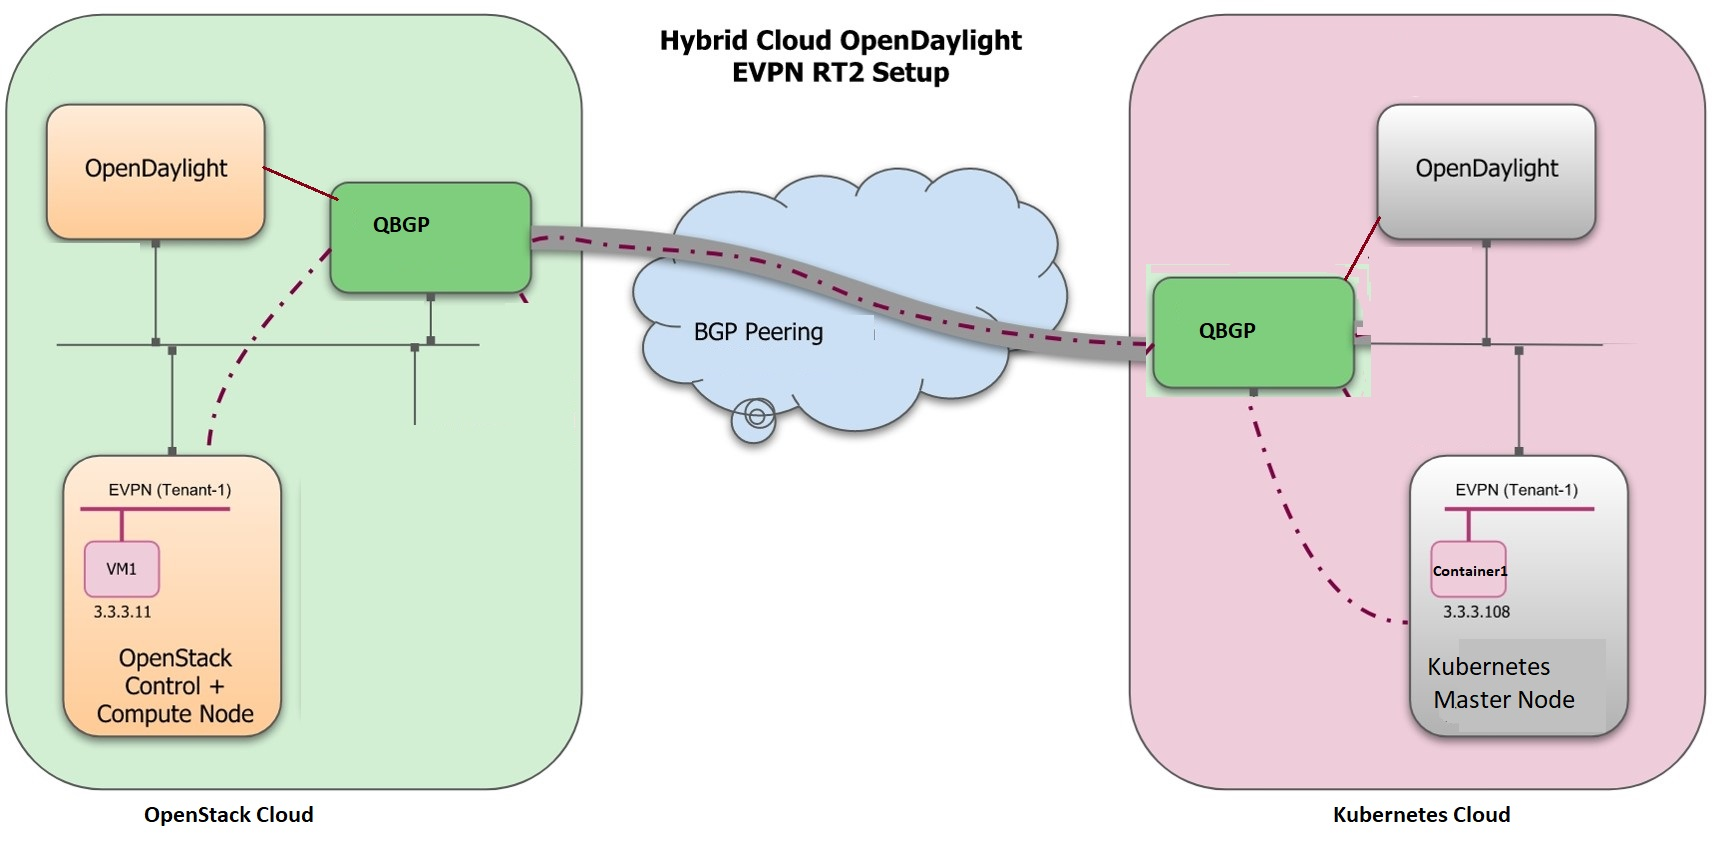 Hybrid Cloud OpenDaylight
EVPN RT2 Setup
OpenDaylight
QBGP
BGP Peering
OpenDaylight
QBGP
EVPN (Tenant-1)
VM1
3.3.3.11
OpenStack
Control +
Compute Node
EVPN (Tenant-1)
Container1
3.3.3.108
Kubernetes
Master Node
OpenStack Cloud
Kubernetes Cloud